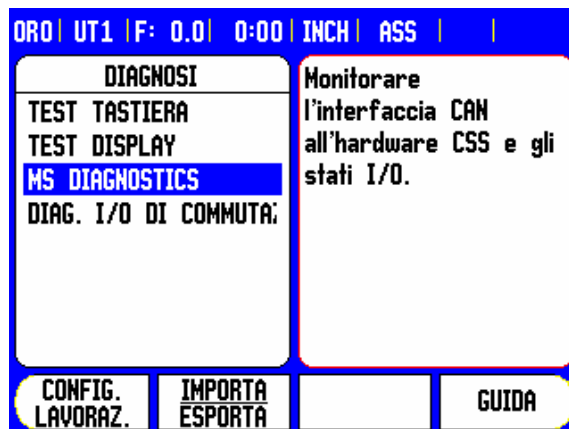 ORO| UT1 |F: 0.0| 0:00| INCH| ASS | |
DIAGNOSI
TEST TASTIERA
TEST DISPLAY
MS DIAGNOSTICS
DIAG. I/O DI COMMUTA
Monitorare
l'interfaccia CAN
all'hardware CSS e gli
stati I/O.
CONFIG.
LAVORAZ.
IMPORTA
ESPORTA
GUIDA